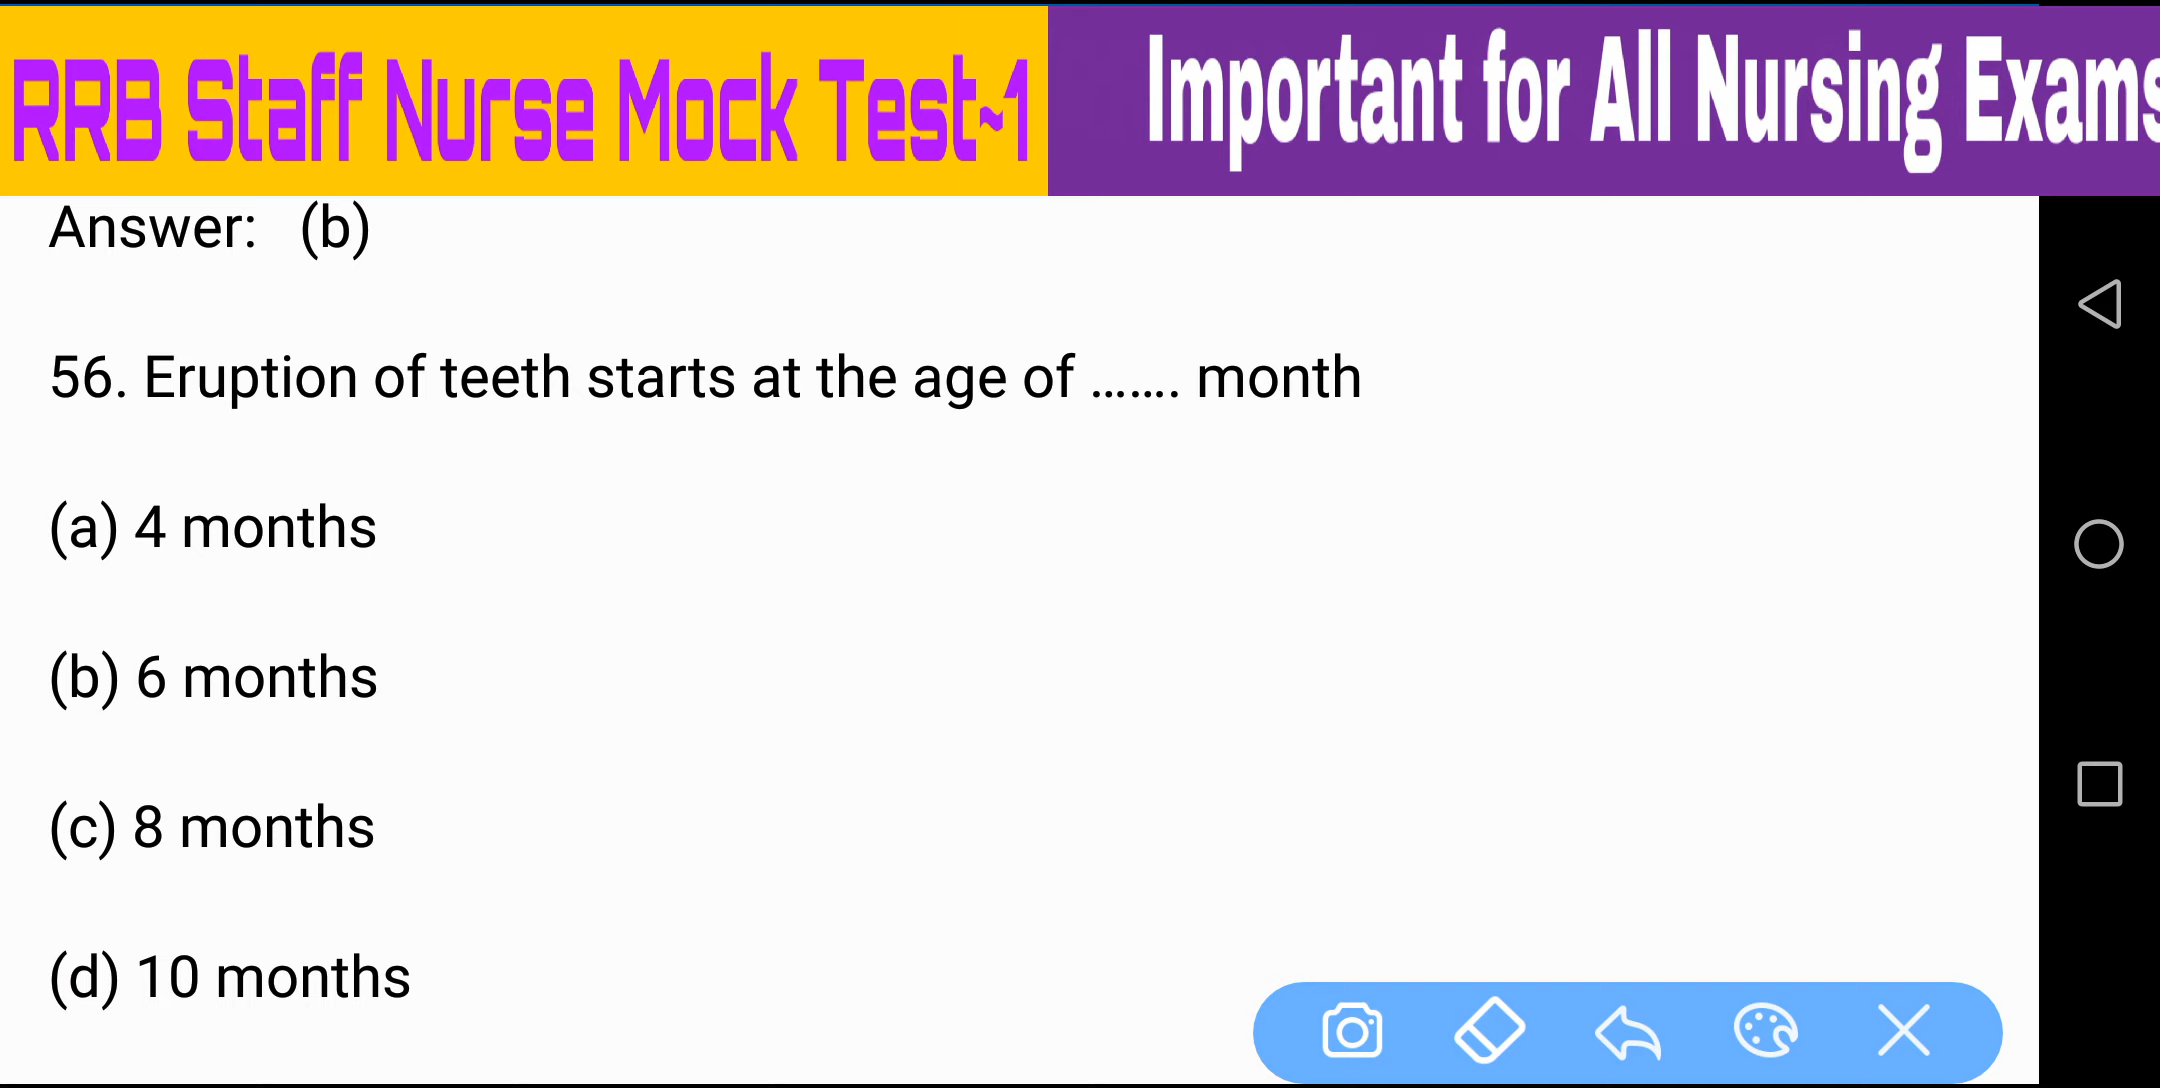 RRB Staff Nurse Mock Test~1
Important for All Nursing Exams
Answer: (b)
56. Eruption of teeth starts at the age of ....... month
(a) 4 months
(b) 6 months
(c) 8 months
(d) 10 months